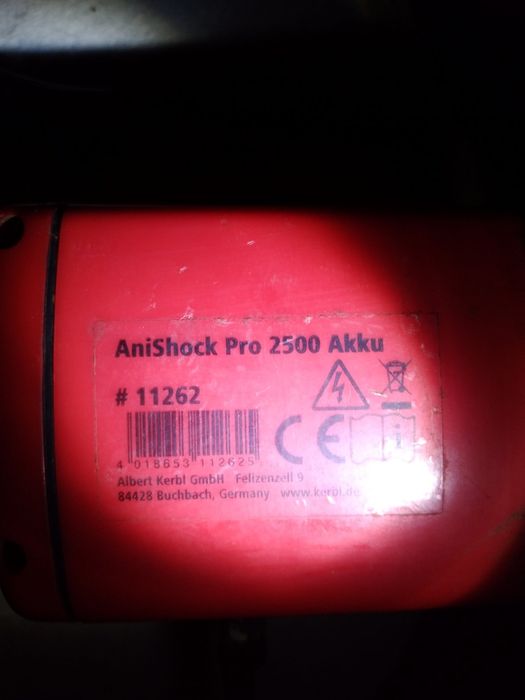 AniShock Pro 2500 Akku
# 11262
CE
4 018653 112625
Albert Kerbl GmbH Felizenzell 9
84428 Buchbach, Germany www.kerbl.de